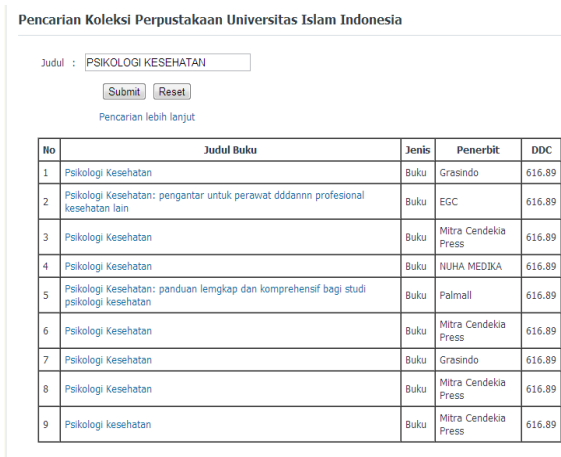 Pencarian Koleksi Perpustakaan Universitas Islam Indonesia
Judul : PSIKOLOGI KESEHATAN
Submit Reset
Pencarian lebih lanjut
No Judul Buku Jenis Penerbit DDC
1 Psikologi Kesehatan Buku Grasindo 616.89
2 Psikologi Kesehatan: pengantar untuk perawat dddannn profesional
kesehatan lain Buku EGC 616.89
3 Psikologi Kesehatan Buku Mitra Cendekia
Press 616.89
4 Psikologi Kesehatan Buku NUHA MEDIKA 616.89
5 Psikologi Kesehatan: panduan lemgkap dan komprehensif bagi studi
psikologi kesehatan Buku Palmall 616.89
6 Psikologi Kesehatan Buku Mitra Cendekia
Press 616.89
7 Psikologi Kesehatan Buku Grasindo 616.89
8 Psikologi Kesehatan Buku Mitra Cendekia
Press 616.89
9 Psikologi kesehatan Buku Mitra Cendekia
Press 616.89